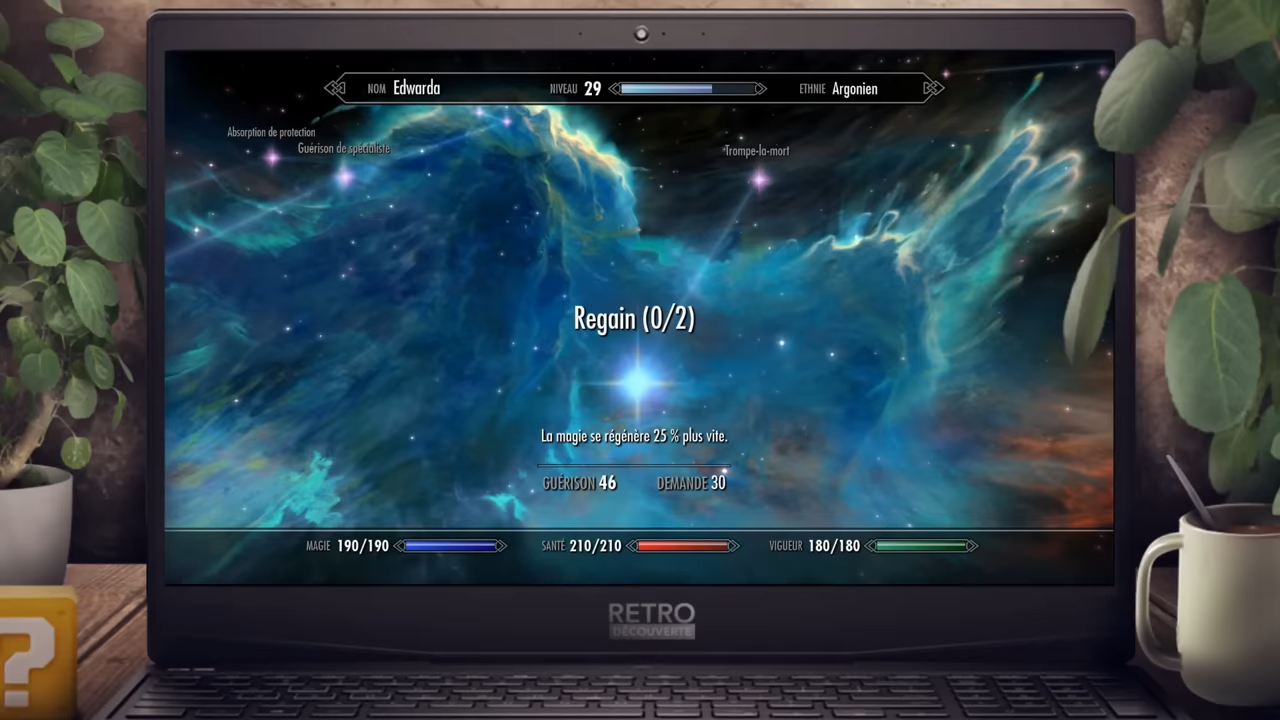 NOM Edwarda NIVEAU 29 ETHNIE Argonien
Absorption de protection
Guérison de spécialiste
Trompe-la-mort
Regain (0/2)
La magie se régénère 25 % plus vite.
GUÉRISON 46 DEMANDE 30
MAGIE 190/190 SANTÉ 210/210 VIGUEUR 180/180
RETRO
DÉCOUVERTE
?